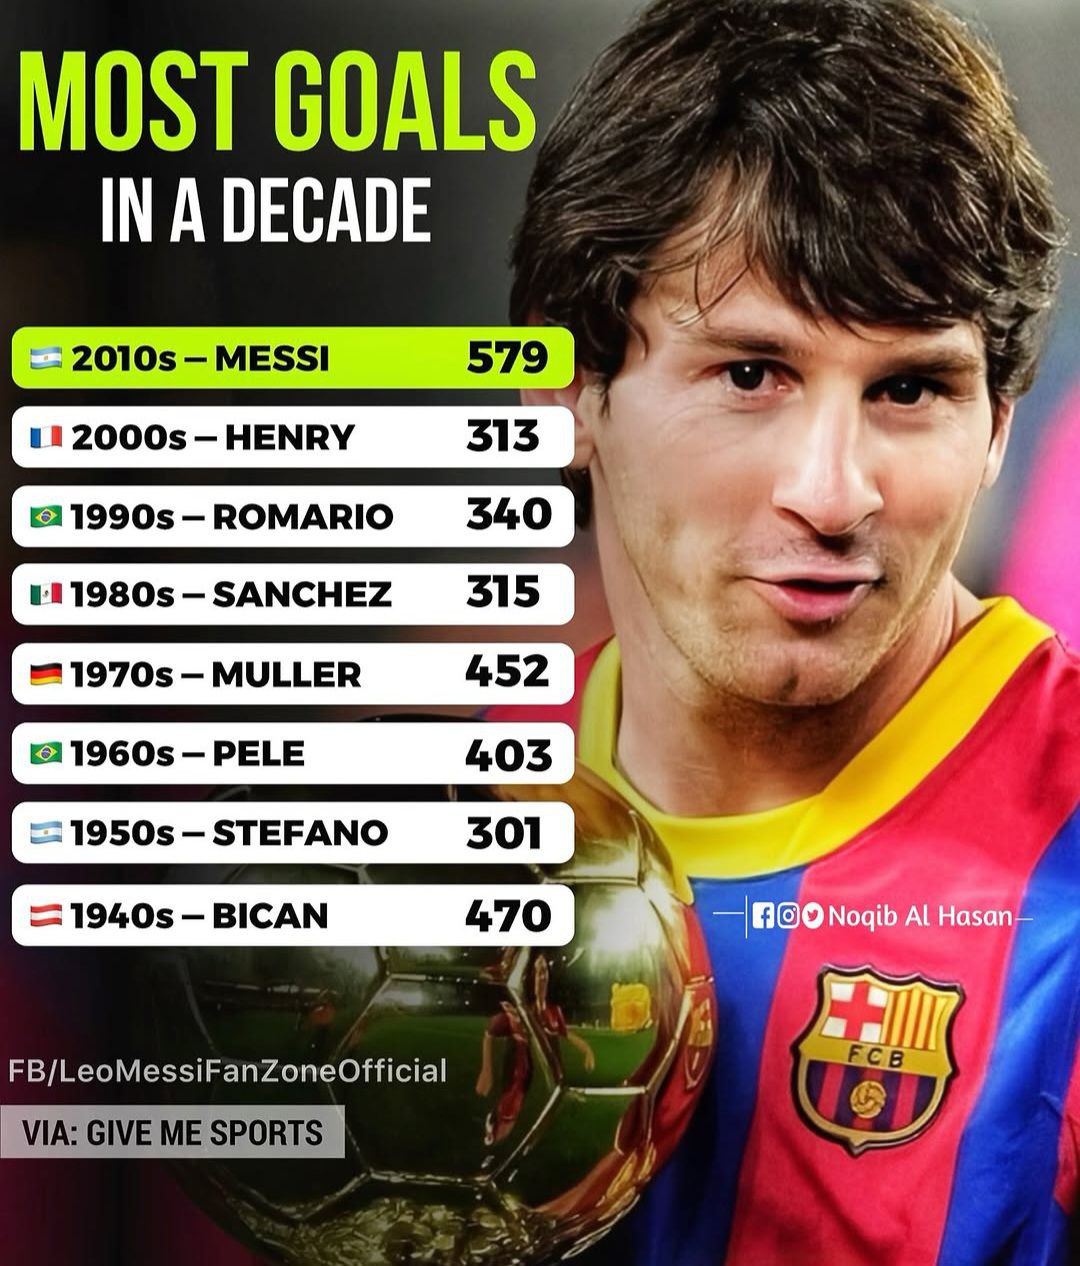 MOST GOALS
IN A DECADE
2010s – MESSI 579
2000s – HENRY 313
1990s – ROMARIO 340
1980s – SANCHEZ 315
1970s – MULLER 452
1960s – PELE 403
1950s – STEFANO 301
1940s – BICAN 470
Noqib Al Hasan
FCB
FB/LeoMessiFanZoneOfficial
VIA: GIVE ME SPORTS